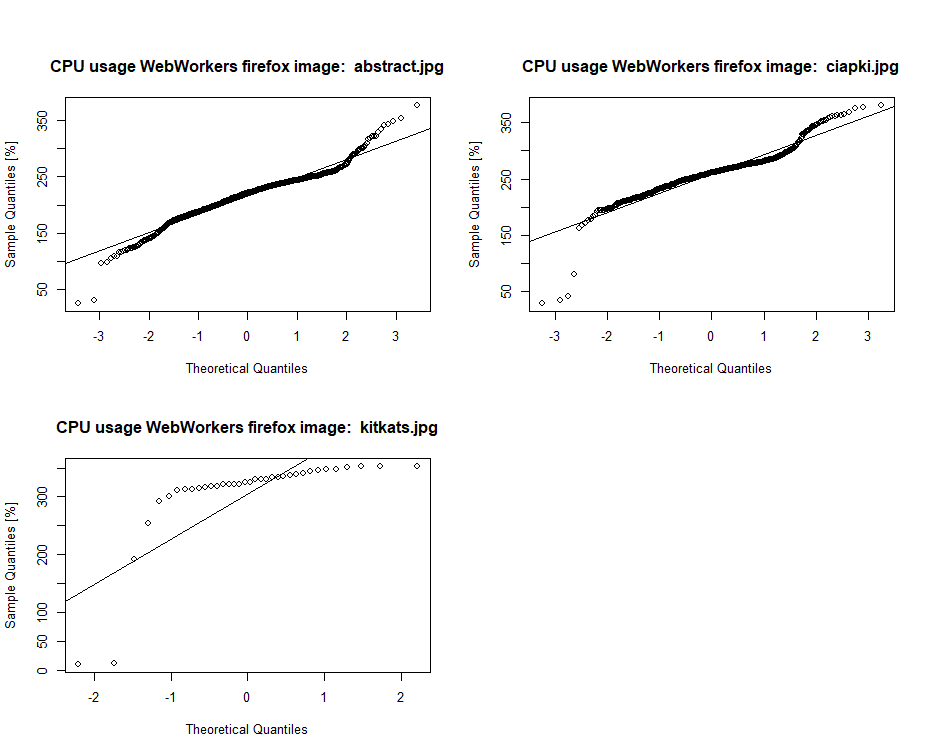 CPU usage WebWorkers firefox image:  abstract.jpg
Sample Quantiles [%]
350
250
150
50
-3 -2 -1 0 1 2 3
Theoretical Quantiles
CPU usage WebWorkers firefox image:  ciapki.jpg
Sample Quantiles [%]
350
250
150
50
-3 -2 -1 0 1 2 3
Theoretical Quantiles
CPU usage WebWorkers firefox image:  kitkats.jpg
Sample Quantiles [%]
300
200
100
50
0
-2 -1 0 1 2
Theoretical Quantiles